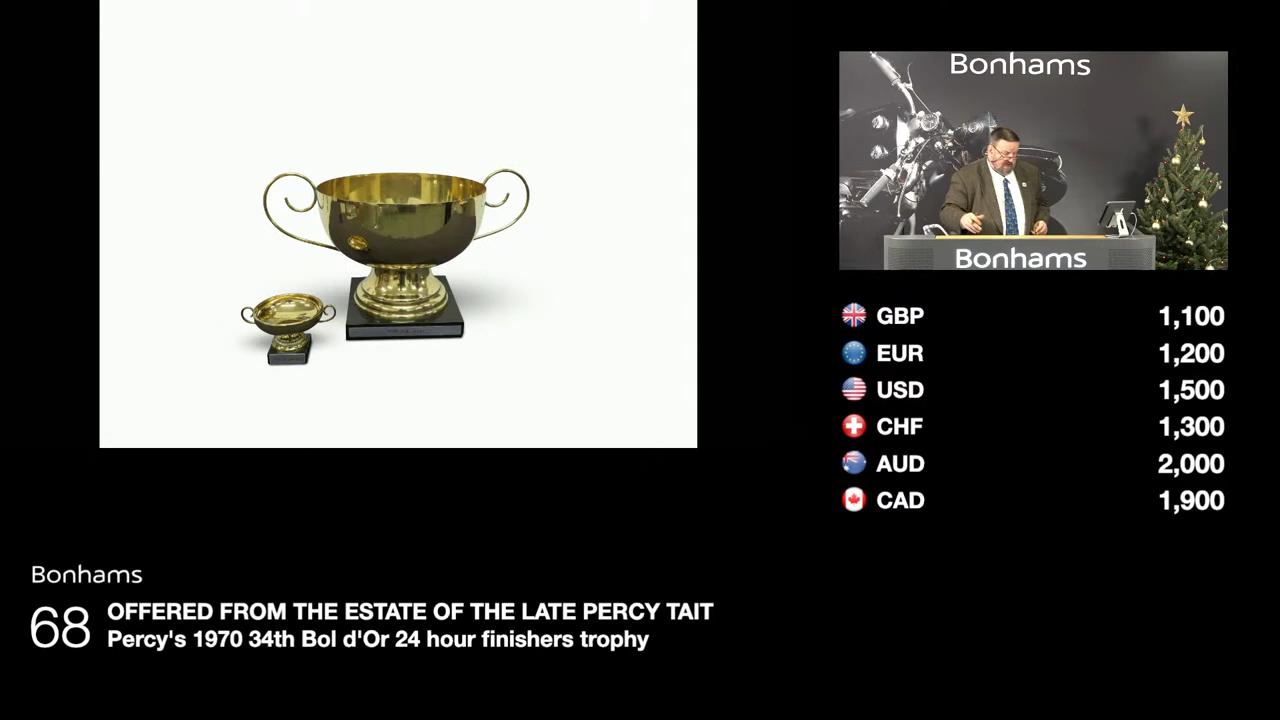 Bonhams
Bonhams
GBP 1,100
EUR 1,200
USD 1,500
CHF 1,300
AUD 2,000
CAD 1,900
Bonhams
68
OFFERED FROM THE ESTATE OF THE LATE PERCY TAIT
Percy's 1970 34th Bol d'Or 24 hour finishers trophy